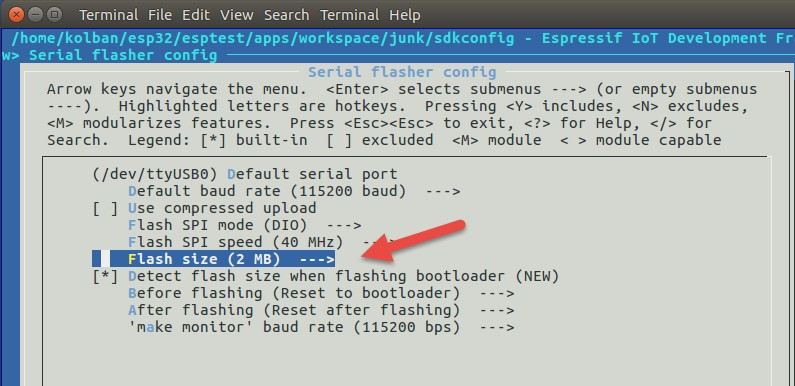 Terminal File Edit View Search Terminal Help
/home/kolban/esp32/esptest/apps/workspace/junk/sdkconfig - Espressif IoT Development Fr
w> Serial flasher config
Serial flasher config
Arrow keys navigate the menu. <Enter> selects submenus ---> (or empty submenus
----). Highlighted letters are hotkeys. Pressing <Y> includes, <N> excludes,
<M> modularizes features. Press <Esc><Esc> to exit, <?> for Help, </> for
Search. Legend: [*] built-in [ ] excluded <M> module < > module capable
(/dev/ttyUSB0) Default serial port
Default baud rate (115200 baud) --->
[ ] Use compressed upload
Flash SPI mode (DIO) --->
Flash SPI speed (40 MHz) --->
Flash size (2 MB) --->
[*] Detect flash size when flashing bootloader (NEW)
Before flashing (Reset to bootloader) --->
After flashing (Reset after flashing) --->
'make monitor' baud rate (115200 bps) --->